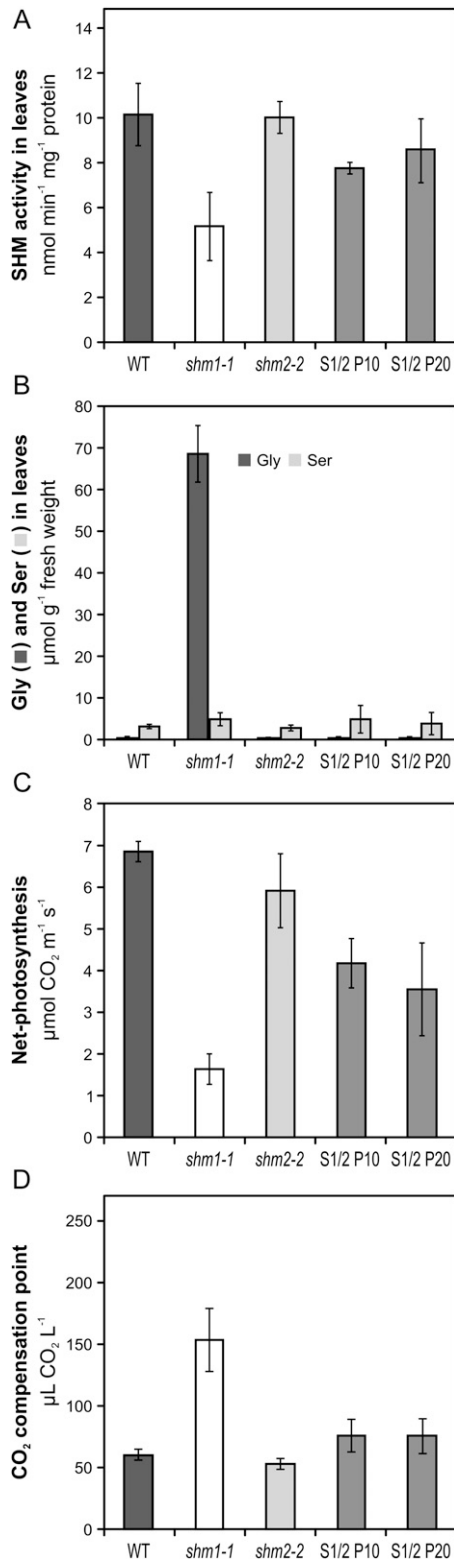 A
SHM activity in leaves
nmol min⁻¹ mg⁻¹ protein
14
12
10
8
6
4
2
0
WT shm1-1 shm2-2 S1/2 P10 S1/2 P20
B
Gly (■) and Ser (■) in leaves
µmol g⁻¹ fresh weight
80
70
60
50
40
30
20
10
0
Gly Ser
WT shm1-1 shm2-2 S1/2 P10 S1/2 P20
C
Net-photosynthesis
µmol CO₂ m⁻¹ s⁻¹
8
7
6
5
4
3
2
1
0
WT shm1-1 shm2-2 S1/2 P10 S1/2 P20
D
CO₂ compensation point
µL CO₂ L⁻¹
250
200
150
100
50
0
WT shm1-1 shm2-2 S1/2 P10 S1/2 P20